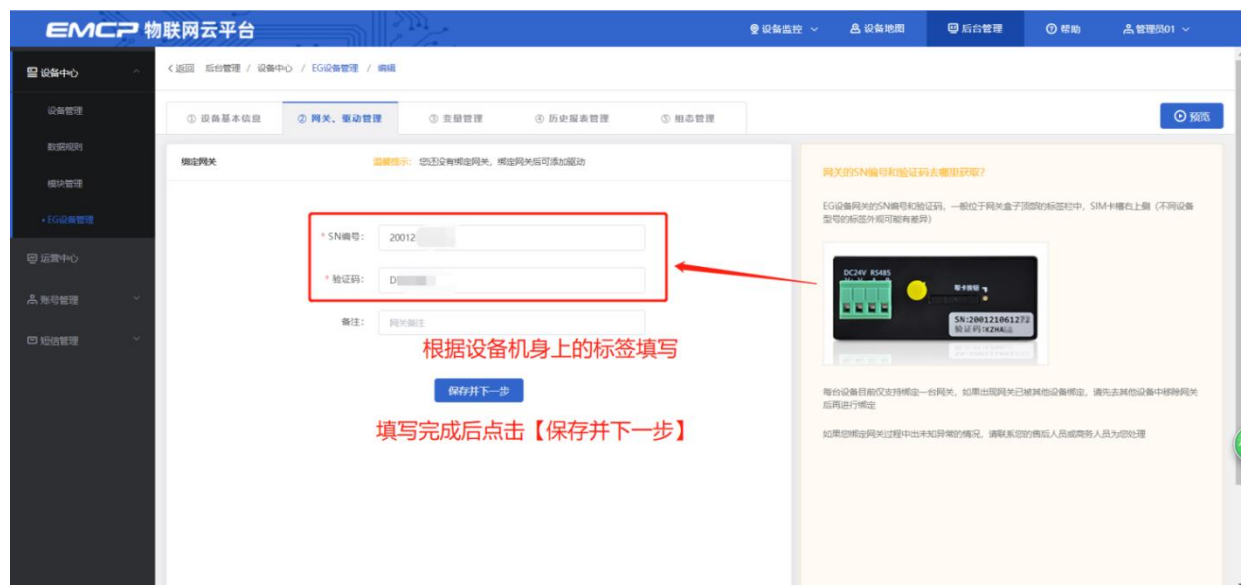 EMCP 物联网云平台
设备监控
设备地图
后台管理
帮助
管理员01
设备中心
设备管理
数据规则
模块管理
• EG设备管理
运营中心
账号管理
短信管理
< 返回 后台管理 / 设备中心 / EG设备管理 / 编辑
① 设备基本信息
② 网关、驱动管理
③ 变量管理
④ 历史报表管理
⑤ 组态管理
预览
绑定网关
温馨提示： 您还没有绑定网关，绑定网关后可添加驱动
* SN编号：
20012
* 验证码：
D
备注：
网关备注
根据设备机身上的标签填写
保存并下一步
填写完成后点击【保存并下一步】
网关的SN编号和验证码去哪里获取?
EG设备网关的SN编号和验证码，一般位于网关盒子顶部的标签栏中，SIM卡槽右上侧（不同设备
型号的标签外观可能有差异）
DC24V RS485
V- V+ A B
取卡按钮
SN:200121061272
验证码:KZHA
每台设备目前仅支持绑定一台网关，如果出现网关已被其他设备绑定，请先去其他设备中移除网关
后再进行绑定
如果您绑定网关过程中出未知异常的情况，请联系您的售后人员或商务人员为您处理